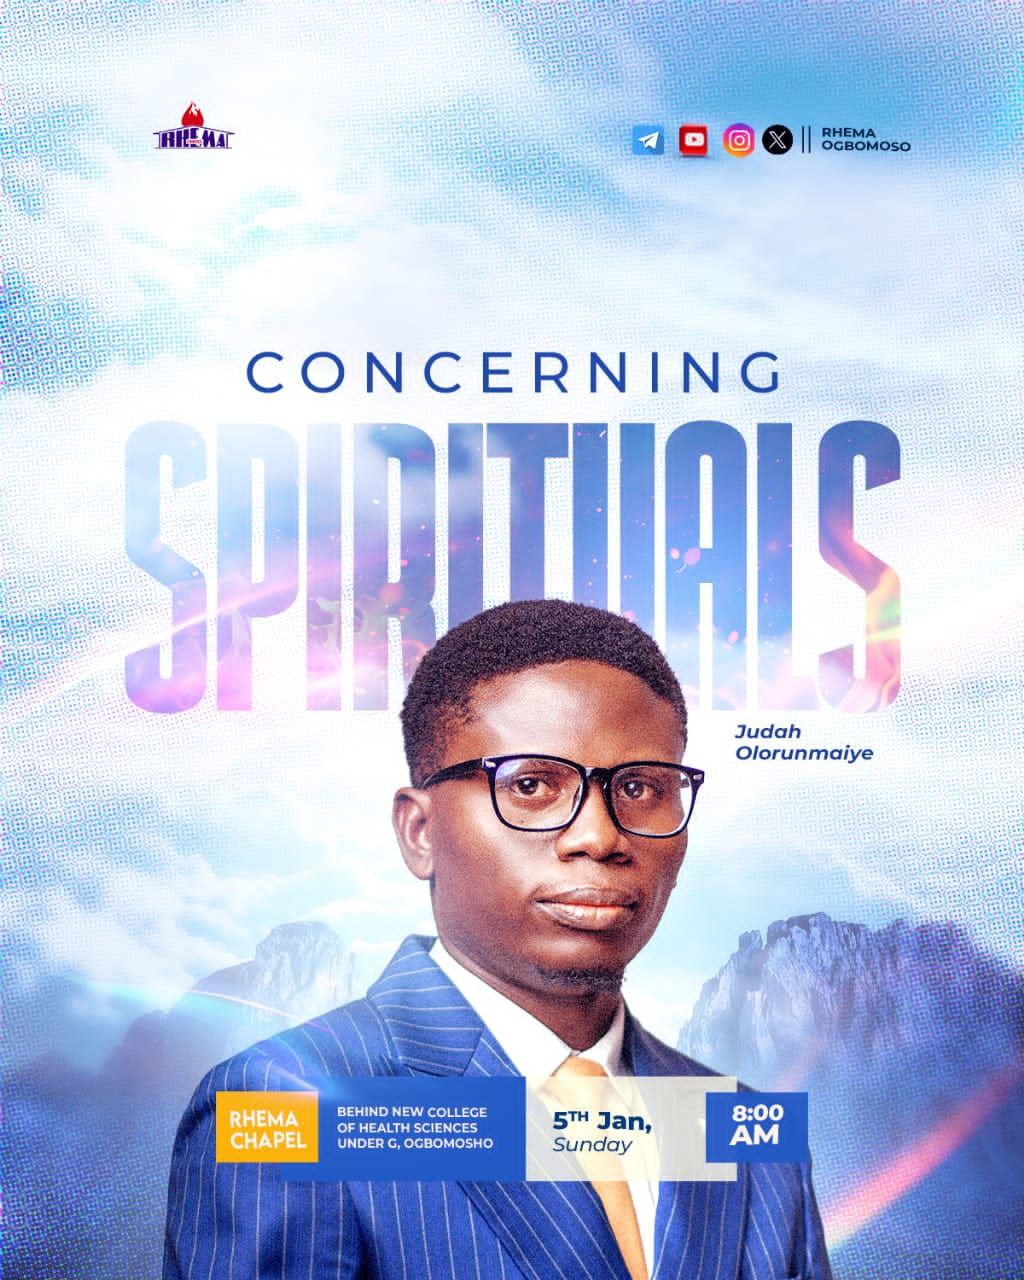 RHEMA
RHEMA
OGBOMOSO
CONCERNING
SPIRITUALS
Judah
Olorunmaiye
RHEMA
CHAPEL
BEHIND NEW COLLEGE
OF HEALTH SCIENCES
UNDER G, OGBOMOSHO
5TH Jan,
Sunday
8:00
AM